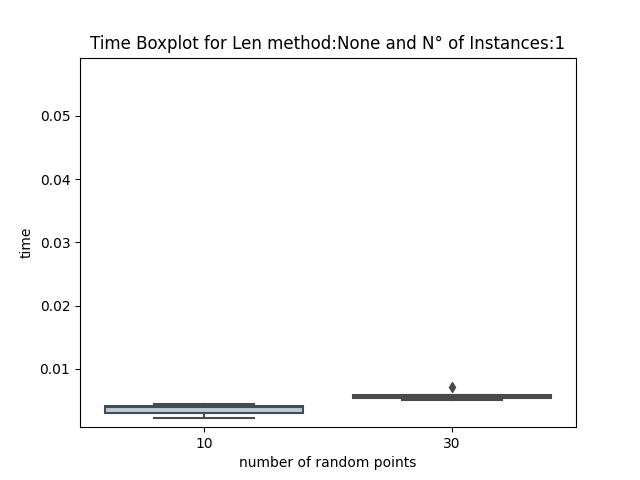 Time Boxplot for Len method:None and N° of Instances:1
0.05
0.04
0.03
0.02
0.01
time
10 30
number of random points